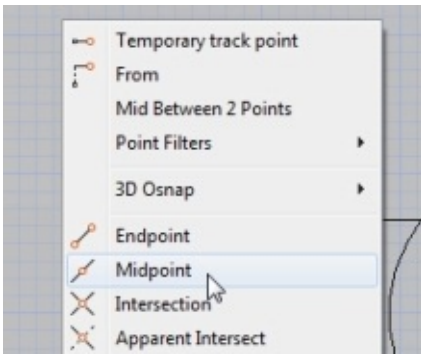 Temporary track point
From
Mid Between 2 Points
Point Filters
3D Osnap
Endpoint
Midpoint
Intersection
Apparent Intersect